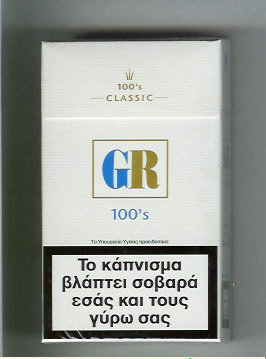 100's
CLASSIC
GR
100's
Το Υπουργείο Υγείας προειδοποιεί:
Το κάπνισμα
βλάπτει σοβαρά
εσάς και τους
γύρω σας